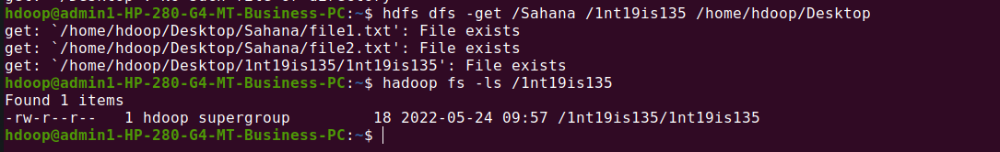 hdoop@admin1-HP-280-G4-MT-Business-PC:~$ hdfs dfs -get /Sahana /1nt19is135 /home/hdoop/Desktop
get: `/home/hdoop/Desktop/Sahana/file1.txt': File exists
get: `/home/hdoop/Desktop/Sahana/file2.txt': File exists
get: `/home/hdoop/Desktop/1nt19is135/1nt19is135': File exists
hdoop@admin1-HP-280-G4-MT-Business-PC:~$ hadoop fs -ls /1nt19is135
Found 1 items
-rw-r--r--   1 hdoop supergroup         18 2022-05-24 09:57 /1nt19is135/1nt19is135
hdoop@admin1-HP-280-G4-MT-Business-PC:~$